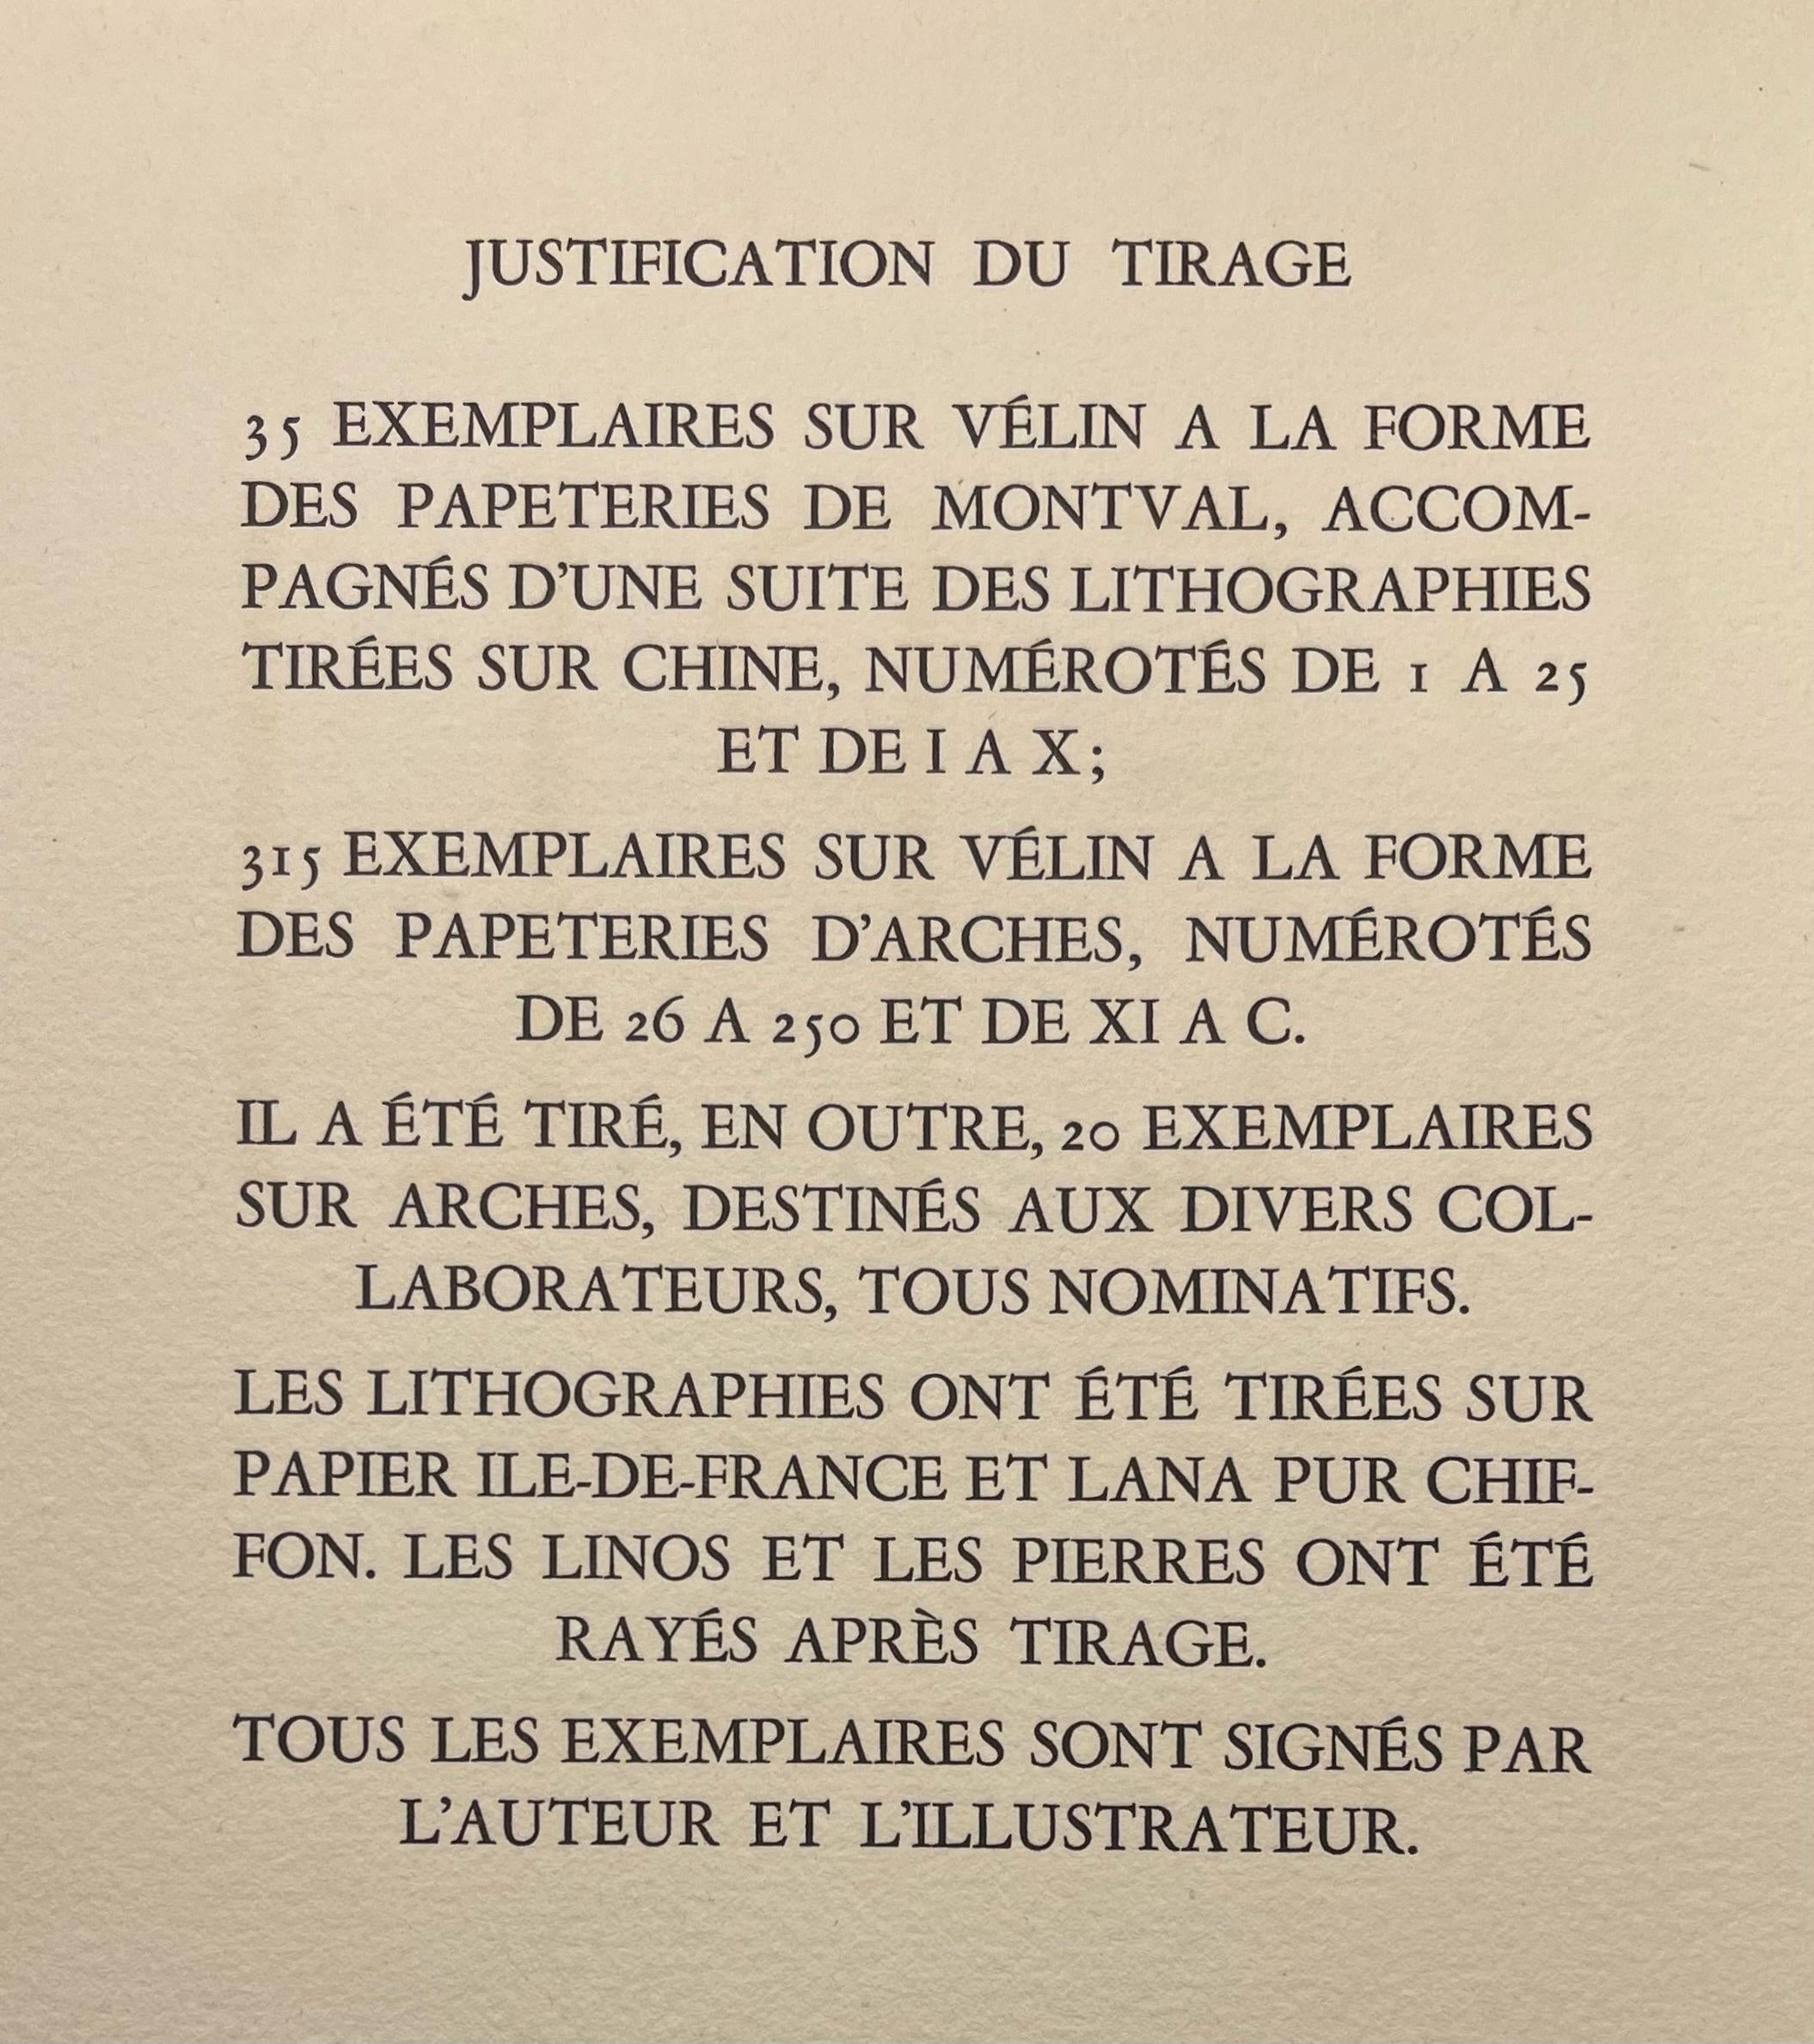 JUSTIFICATION DU TIRAGE
35 EXEMPLAIRES SUR VÉLIN A LA FORME
DES PAPETERIES DE MONTVAL, ACCOM-
PAGNÉS D’UNE SUITE DES LITHOGRAPHIES
TIRÉES SUR CHINE, NUMÉROTÉS DE 1 A 25
ET DE I A X;
315 EXEMPLAIRES SUR VÉLIN A LA FORME
DES PAPETERIES D’ARCHES, NUMÉROTÉS
DE 26 A 250 ET DE XI A C.
IL A ÉTÉ TIRÉ, EN OUTRE, 20 EXEMPLAIRES
SUR ARCHES, DESTINÉS AUX DIVERS COL-
LABORATEURS, TOUS NOMINATIFS.
LES LITHOGRAPHIES ONT ÉTÉ TIRÉES SUR
PAPIER ILE-DE-FRANCE ET LANA PUR CHIF-
FON. LES LINOS ET LES PIERRES ONT ÉTÉ
RAYÉS APRÈS TIRAGE.
TOUS LES EXEMPLAIRES SONT SIGNÉS PAR
L’AUTEUR ET L’ILLUSTRATEUR.